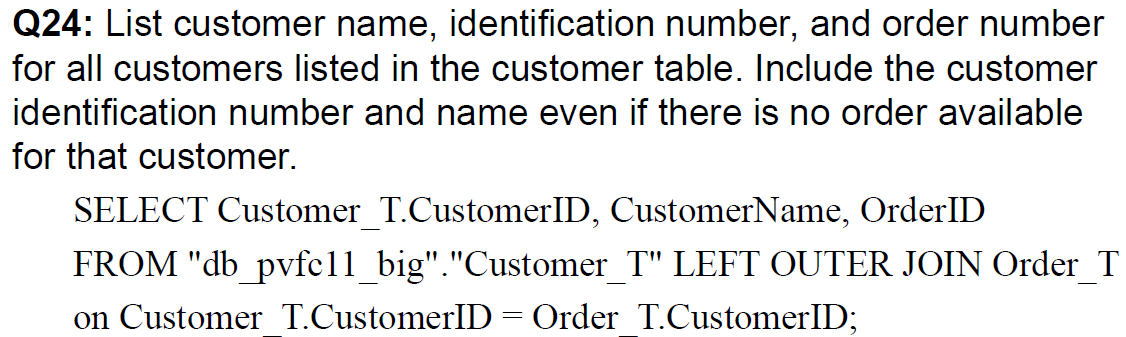 Q24: List customer name, identification number, and order number
for all customers listed in the customer table. Include the customer
identification number and name even if there is no order available
for that customer.
SELECT Customer_T.CustomerID, CustomerName, OrderID
FROM "db_pvfc11_big"."Customer_T" LEFT OUTER JOIN Order_T
on Customer_T.CustomerID = Order_T.CustomerID;